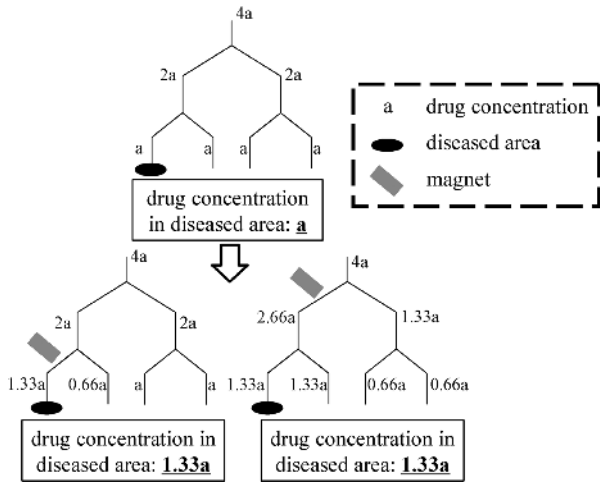 4a
2a 2a
a a a a
drug concentration
in diseased area: a
a drug concentration
diseased area
magnet
4a
2a 2a
1.33a 0.66a a a
drug concentration in
diseased area: 1.33a
4a
2.66a 1.33a
1.33a 1.33a 0.66a 0.66a
drug concentration in
diseased area: 1.33a